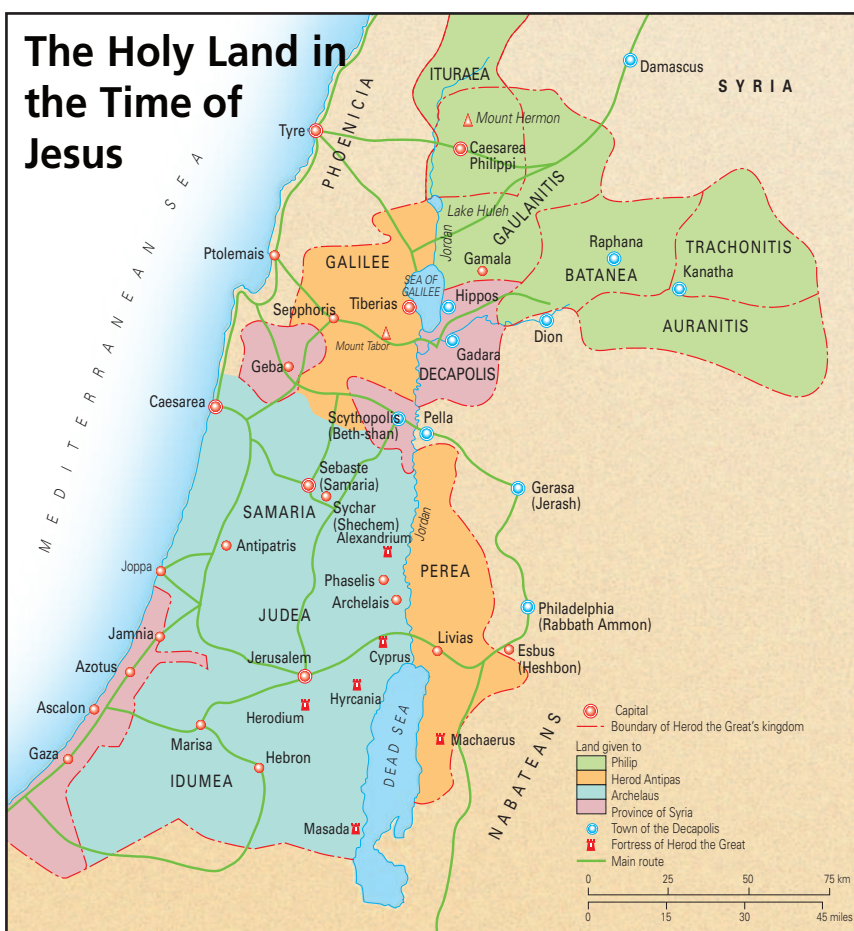 The Holy Land in
the Time of
Jesus
ITURAEA
Damascus
SYRIA
Mount Hermon
Tyre
PHOENICIA
Caesarea
Philippi
MEDITERRANEAN SEA
Lake Huleh
GAULANITIS
Jordan
Ptolemais
GALILEE
Gamala
Raphana
TRACHONITIS
BATANEA
Kanatha
SEA OF
GALILEE
Tiberias
Hippos
Sepphoris
Mount Tabor
Dion
AURANITIS
Gadara
Geba
DECAPOLIS
Caesarea
Scythopolis
(Beth-shan)
Pella
Sebaste
(Samaria)
Gerasa
(Jerash)
SAMARIA
Sychar
(Shechem)
Alexandrium
Jordan
Antipatris
Joppa
PEREA
Phaselis
Archelais
JUDEA
Philadelphia
(Rabbath Ammon)
Jamnia
Livias
Jerusalem
Cyprus
Esbus
(Heshbon)
Azotus
Hyrcania
Ascalon
Herodium
DEAD SEA
NABATEANS
Marisa
Machaerus
Gaza
Hebron
IDUMEA
Masada
Capital
Boundary of Herod the Great's kingdom
Land given to
Philip
Herod Antipas
Archelaus
Province of Syria
Town of the Decapolis
Fortress of Herod the Great
Main route
0 25 50 75 km
0 15 30 45 miles